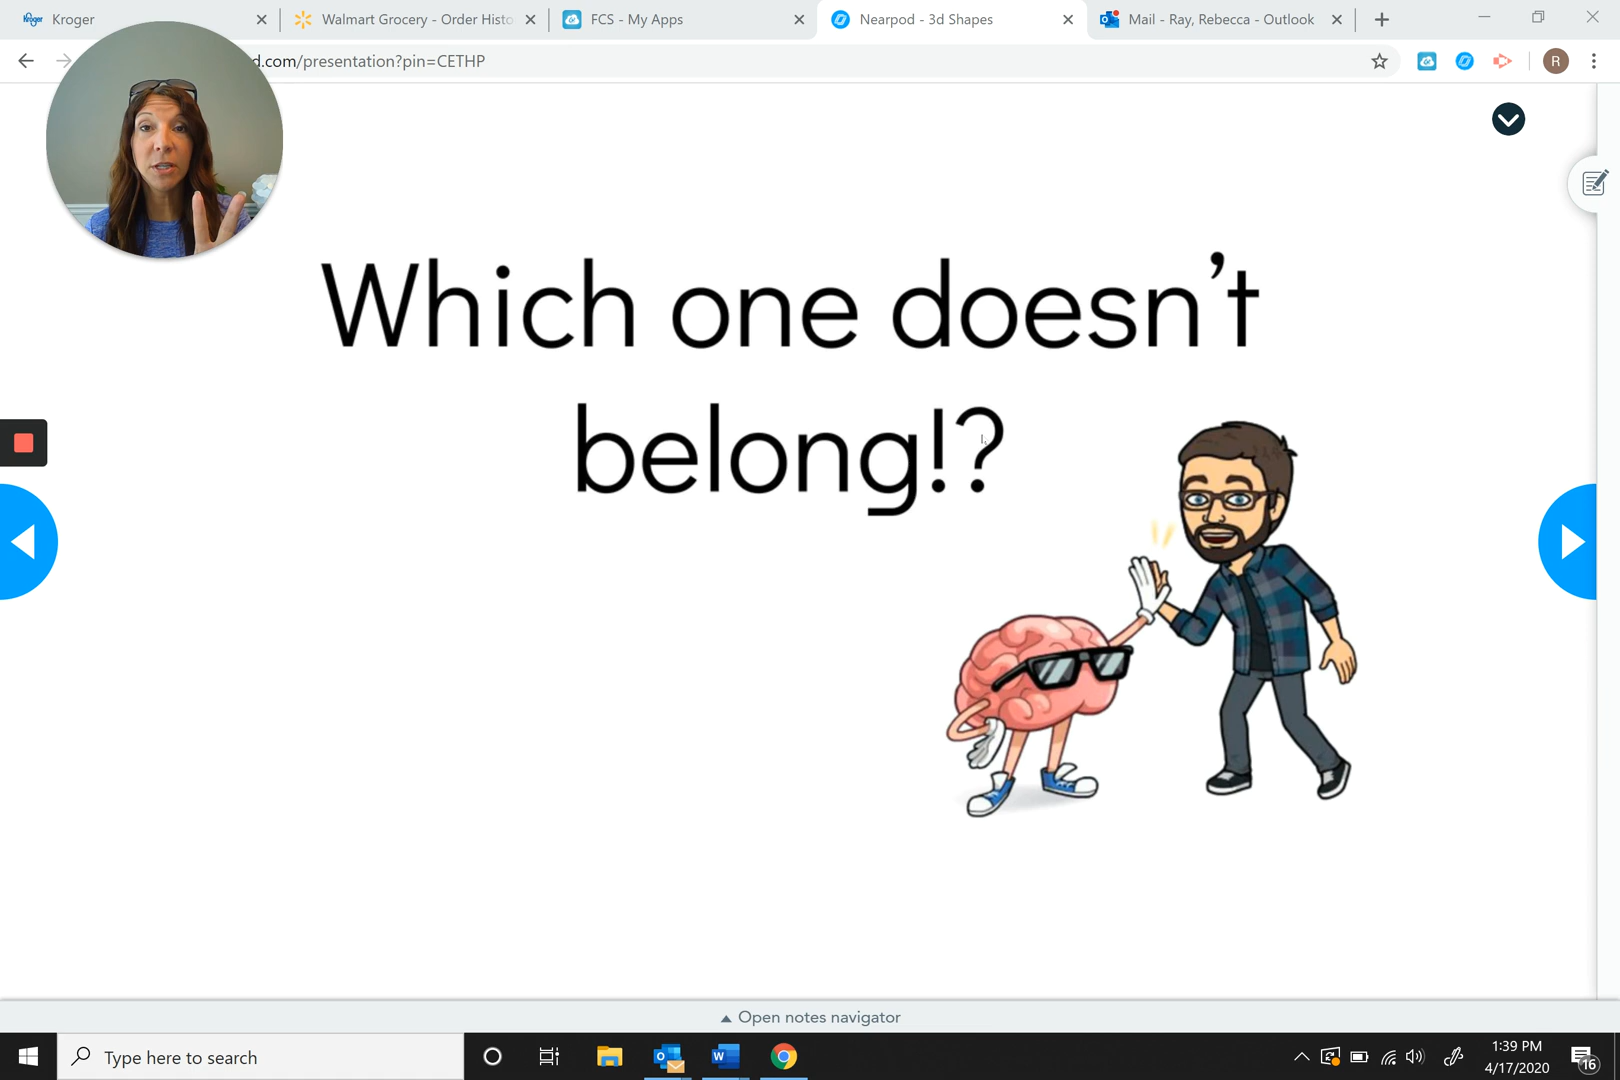 Kroger
Kroger
Walmart Grocery - Order Histo
FCS - My Apps
Nearpod - 3d Shapes
Mail - Ray, Rebecca - Outlook
d.com/presentation?pin=CETHP
R
Which one doesn't
belong!?
Open notes navigator
Type here to search
1:39 PM
4/17/2020
16